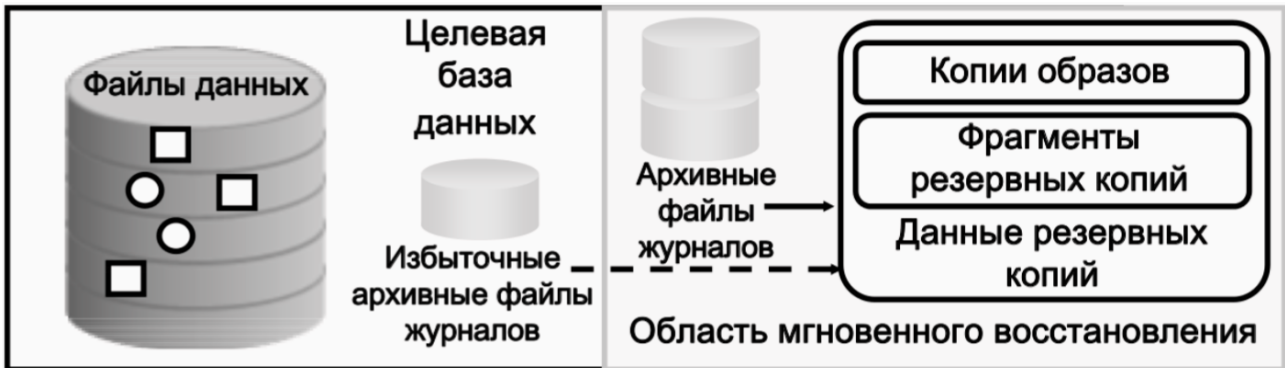 Файлы данных
Целевая
база
данных
Избыточные
архивные файлы
журналов
Архивные
файлы
журналов
Копии образов
Фрагменты
резервных копий
Данные резервных
копий
Область мгновенного восстановления